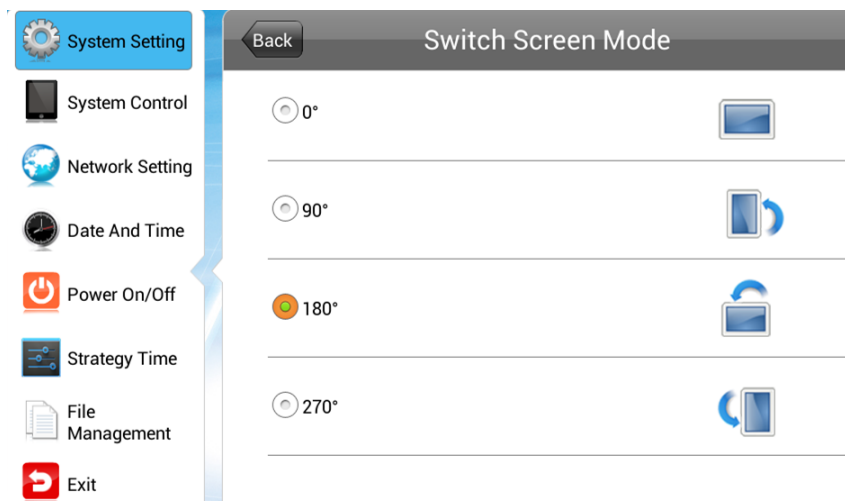 System Setting
System Control
Network Setting
Date And Time
Power On/Off
Strategy Time
File
Management
Exit
Back
Switch Screen Mode
0°
90°
180°
270°